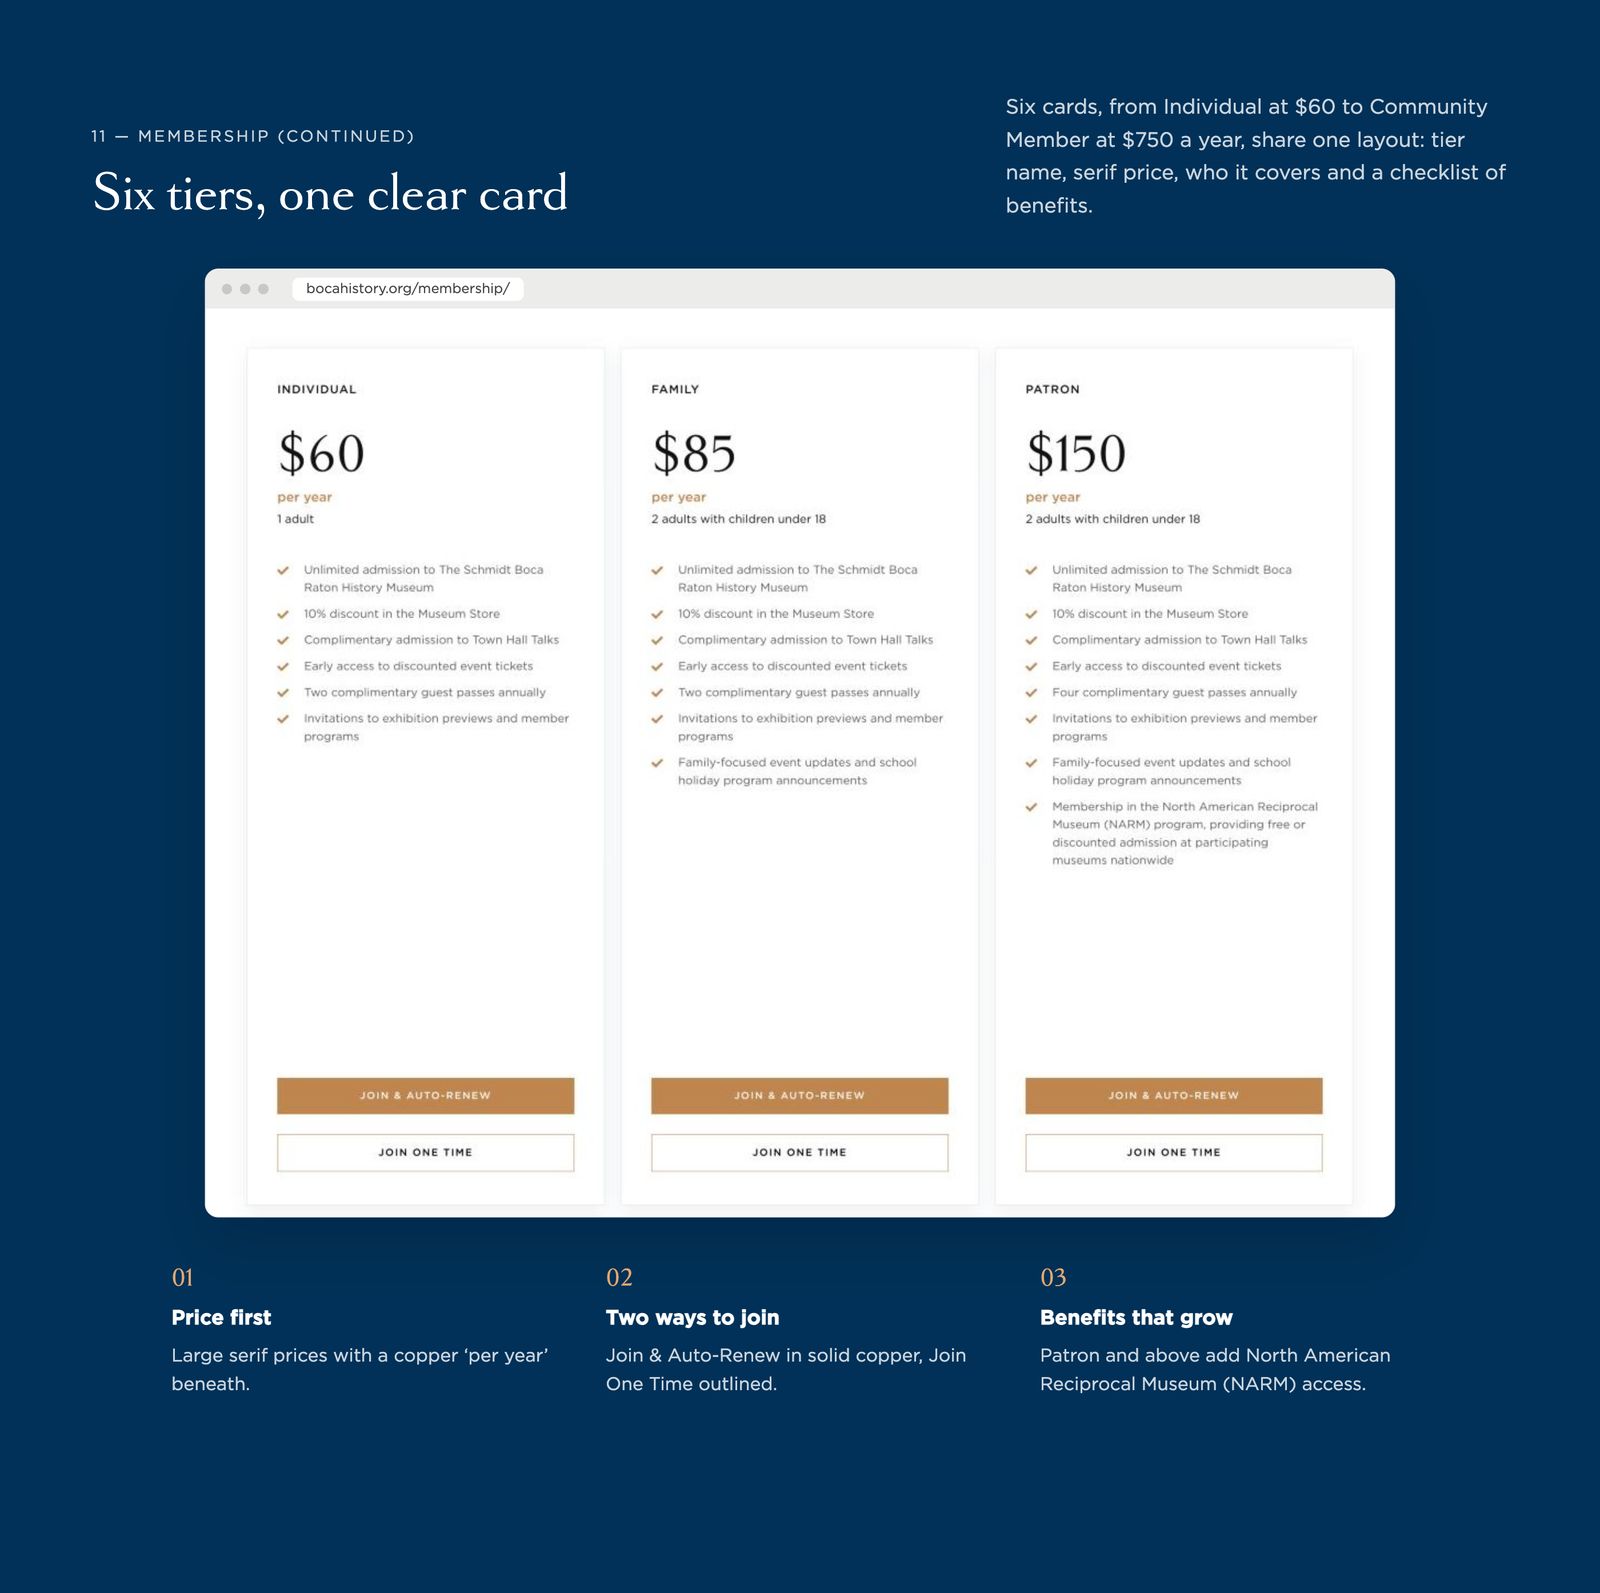 11 — MEMBERSHIP (CONTINUED)
Six tiers, one clear card
Six cards, from Individual at $60 to Community
Member at $750 a year, share one layout: tier
name, serif price, who it covers and a checklist of
benefits.
bocahistory.org/membership/
INDIVIDUAL
$60
per year
1 adult
Unlimited admission to The Schmidt Boca
Raton History Museum
10% discount in the Museum Store
Complimentary admission to Town Hall Talks
Early access to discounted event tickets
Two complimentary guest passes annually
Invitations to exhibition previews and member
programs
JOIN & AUTO-RENEW
JOIN ONE TIME
FAMILY
$85
per year
2 adults with children under 18
Unlimited admission to The Schmidt Boca
Raton History Museum
10% discount in the Museum Store
Complimentary admission to Town Hall Talks
Early access to discounted event tickets
Two complimentary guest passes annually
Invitations to exhibition previews and member
programs
Family-focused event updates and school
holiday program announcements
JOIN & AUTO-RENEW
JOIN ONE TIME
PATRON
$150
per year
2 adults with children under 18
Unlimited admission to The Schmidt Boca
Raton History Museum
10% discount in the Museum Store
Complimentary admission to Town Hall Talks
Early access to discounted event tickets
Four complimentary guest passes annually
Invitations to exhibition previews and member
programs
Family-focused event updates and school
holiday program announcements
Membership in the North American Reciprocal
Museum (NARM) program, providing free or
discounted admission at participating
museums nationwide
JOIN & AUTO-RENEW
JOIN ONE TIME
01
Price first
Large serif prices with a copper ‘per year’
beneath.
02
Two ways to join
Join & Auto-Renew in solid copper, Join
One Time outlined.
03
Benefits that grow
Patron and above add North American
Reciprocal Museum (NARM) access.